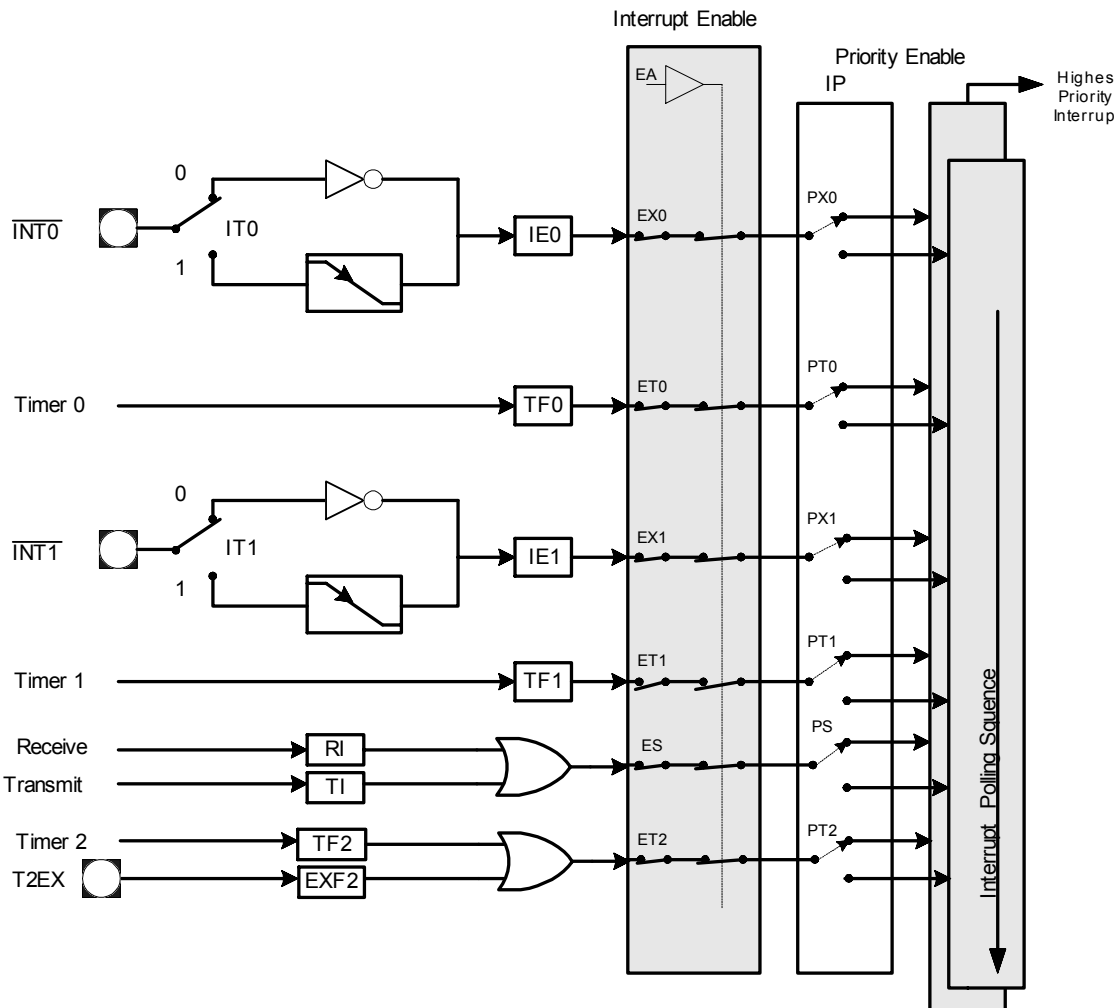 Interrupt Enable
Priority Enable
IP
Highes
Priority
Interrup
EA
0
INT0
IT0
1
IE0
EX0
PX0
Timer 0
TF0
ET0
PT0
0
INT1
IT1
1
IE1
EX1
PX1
Timer 1
TF1
ET1
PT1
Receive
RI
Transmit
TI
ES
PS
Timer 2
TF2
T2EX
EXF2
ET2
PT2
Interrupt Polling Squence